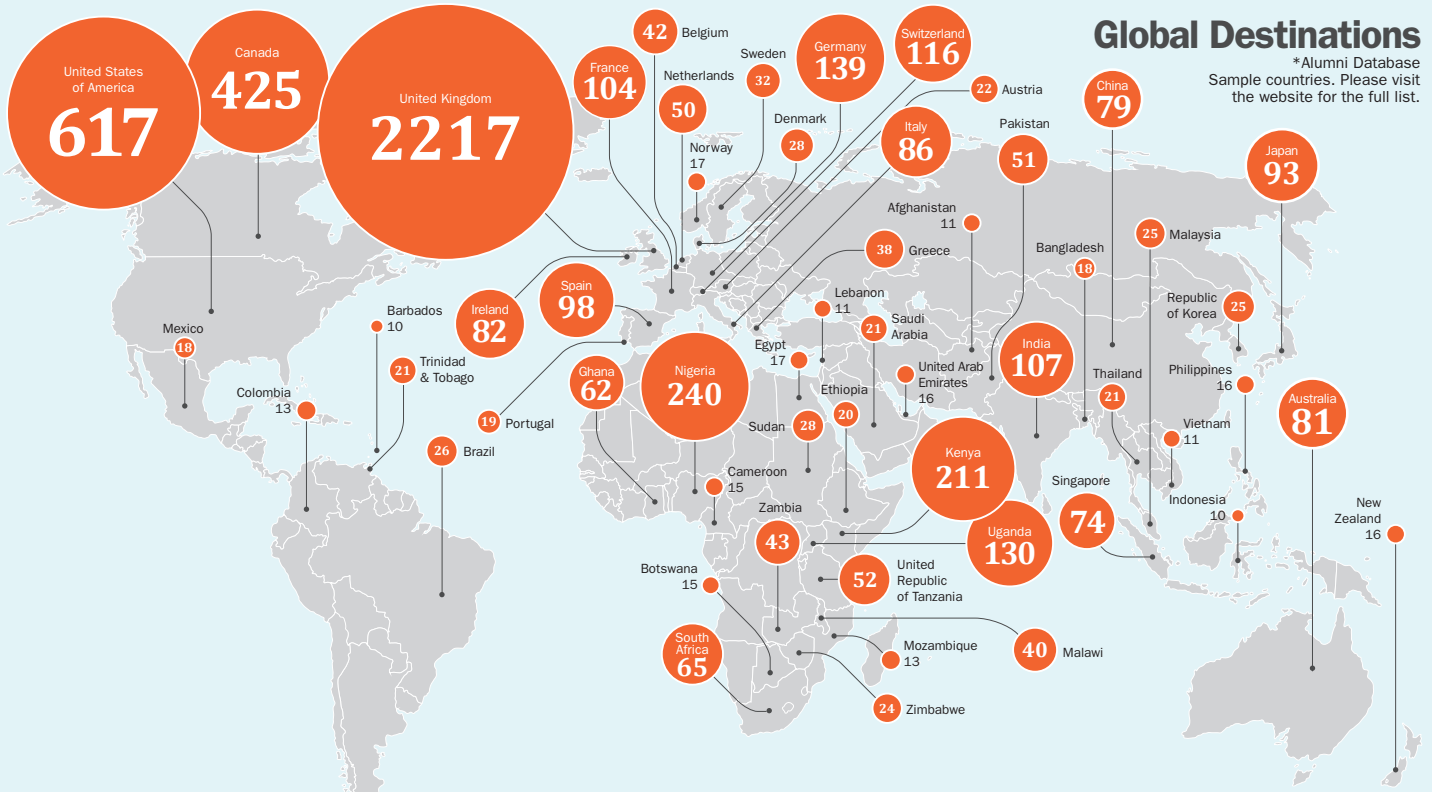 Global Destinations
*Alumni Database
Sample countries. Please visit
the website for the full list.
United States
of America
617
Canada
425
United Kingdom
2217
France
104
42
Belgium
Netherlands
50
Sweden
32
Germany
139
Switzerland
116
22
Austria
Denmark
28
Norway
17
Italy
86
Pakistan
51
China
79
Japan
93
Afghanistan
11
38
Greece
Bangladesh
18
25
Malaysia
Republic
of Korea
25
Ireland
82
Spain
98
Lebanon
11
21
Saudi
Arabia
Egypt
17
United Arab
Emirates
16
India
107
Thailand
21
Philippines
16
Mexico
18
Barbados
10
21
Trinidad
& Tobago
Colombia
13
19
Portugal
26
Brazil
Ghana
62
Nigeria
240
Ethiopia
20
Sudan
28
Cameroon
15
Kenya
211
Uganda
130
Zambia
43
52
United
Republic
of Tanzania
Botswana
15
South
Africa
65
Mozambique
13
40
Malawi
24
Zimbabwe
Singapore
74
Vietnam
11
Indonesia
10
Australia
81
New
Zealand
16